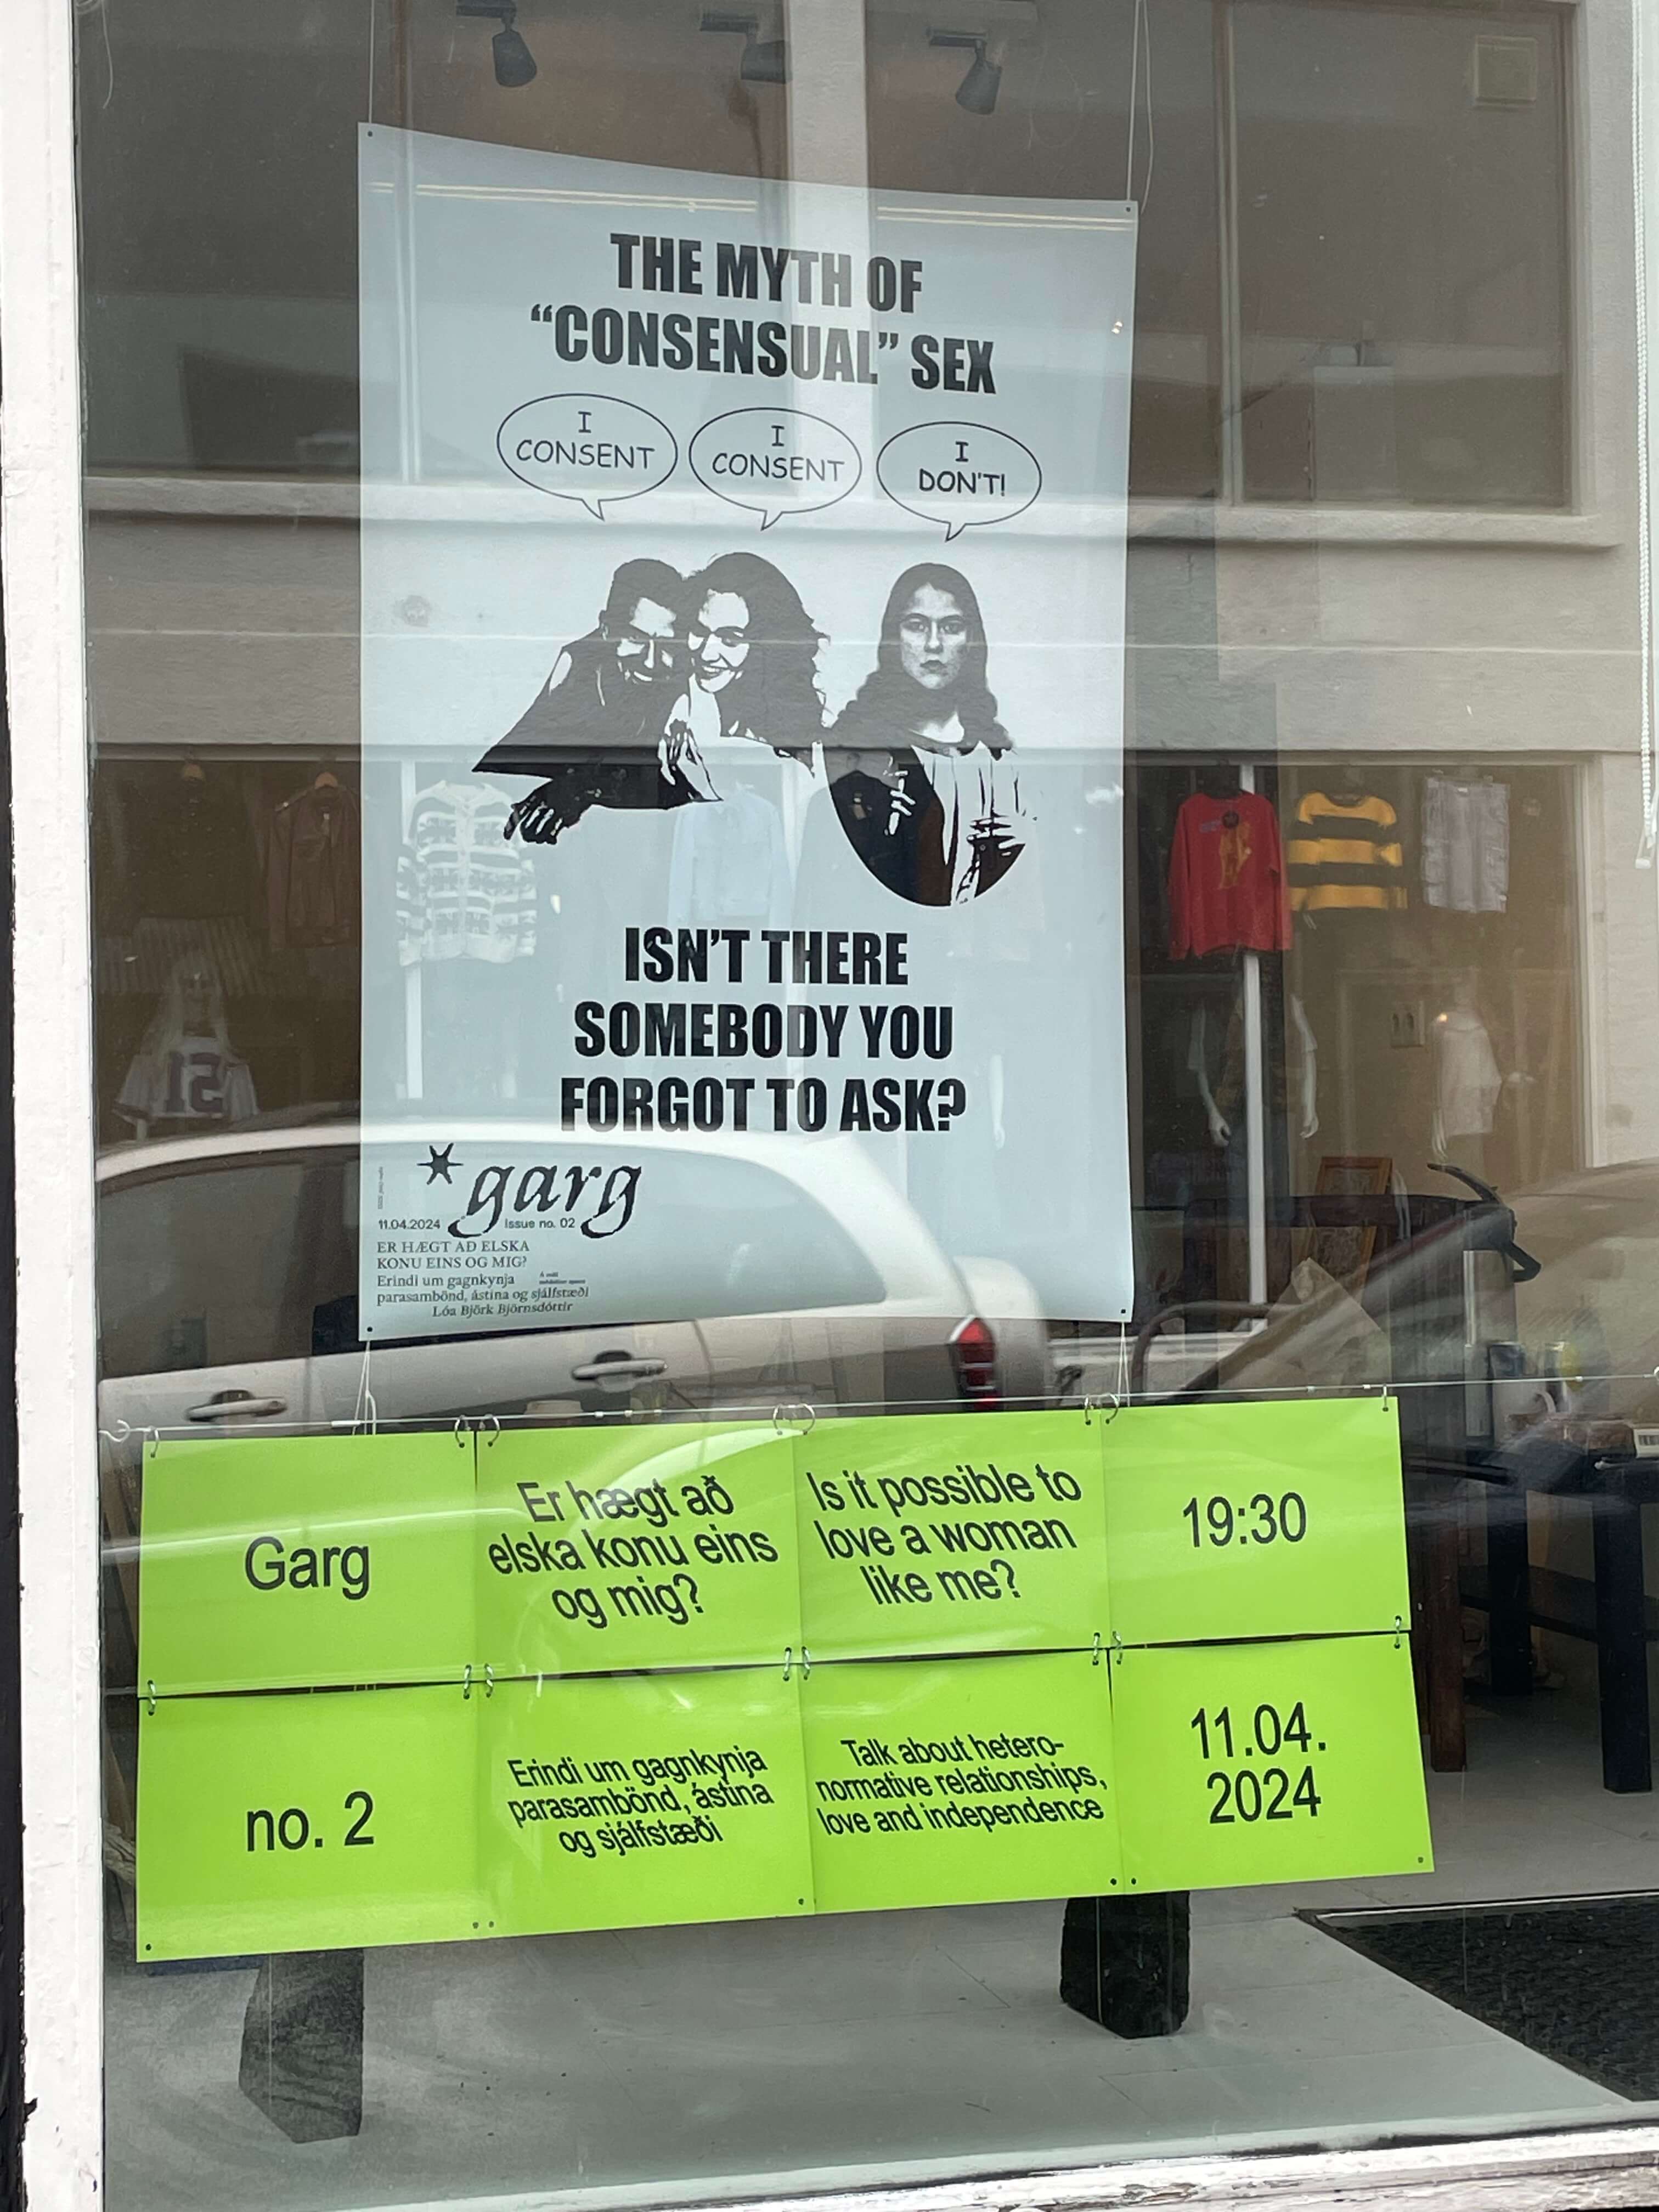 THE MYTH OF
“CONSENSUAL” SEX
I
CONSENT
I
CONSENT
I
DON'T!
ISN’T THERE
SOMEBODY YOU
FORGOT TO ASK?
*garg
11.04.2024
Issue no. 02
ER HÆGT AÐ ELSKA
KONU EINS OG MIG?
Erindi um gagnkynja
parasambönd, ástina og sjálfstæði
Lóa Björk Björnsdóttir
12
Garg
Er hægt að
elska konu eins
og mig?
Is it possible to
love a woman
like me?
19:30
no. 2
Erindi um gagnkynja
parasambönd, ástina
og sjálfstæði
Talk about hetero-
normative relationships,
love and independence
11.04.
2024